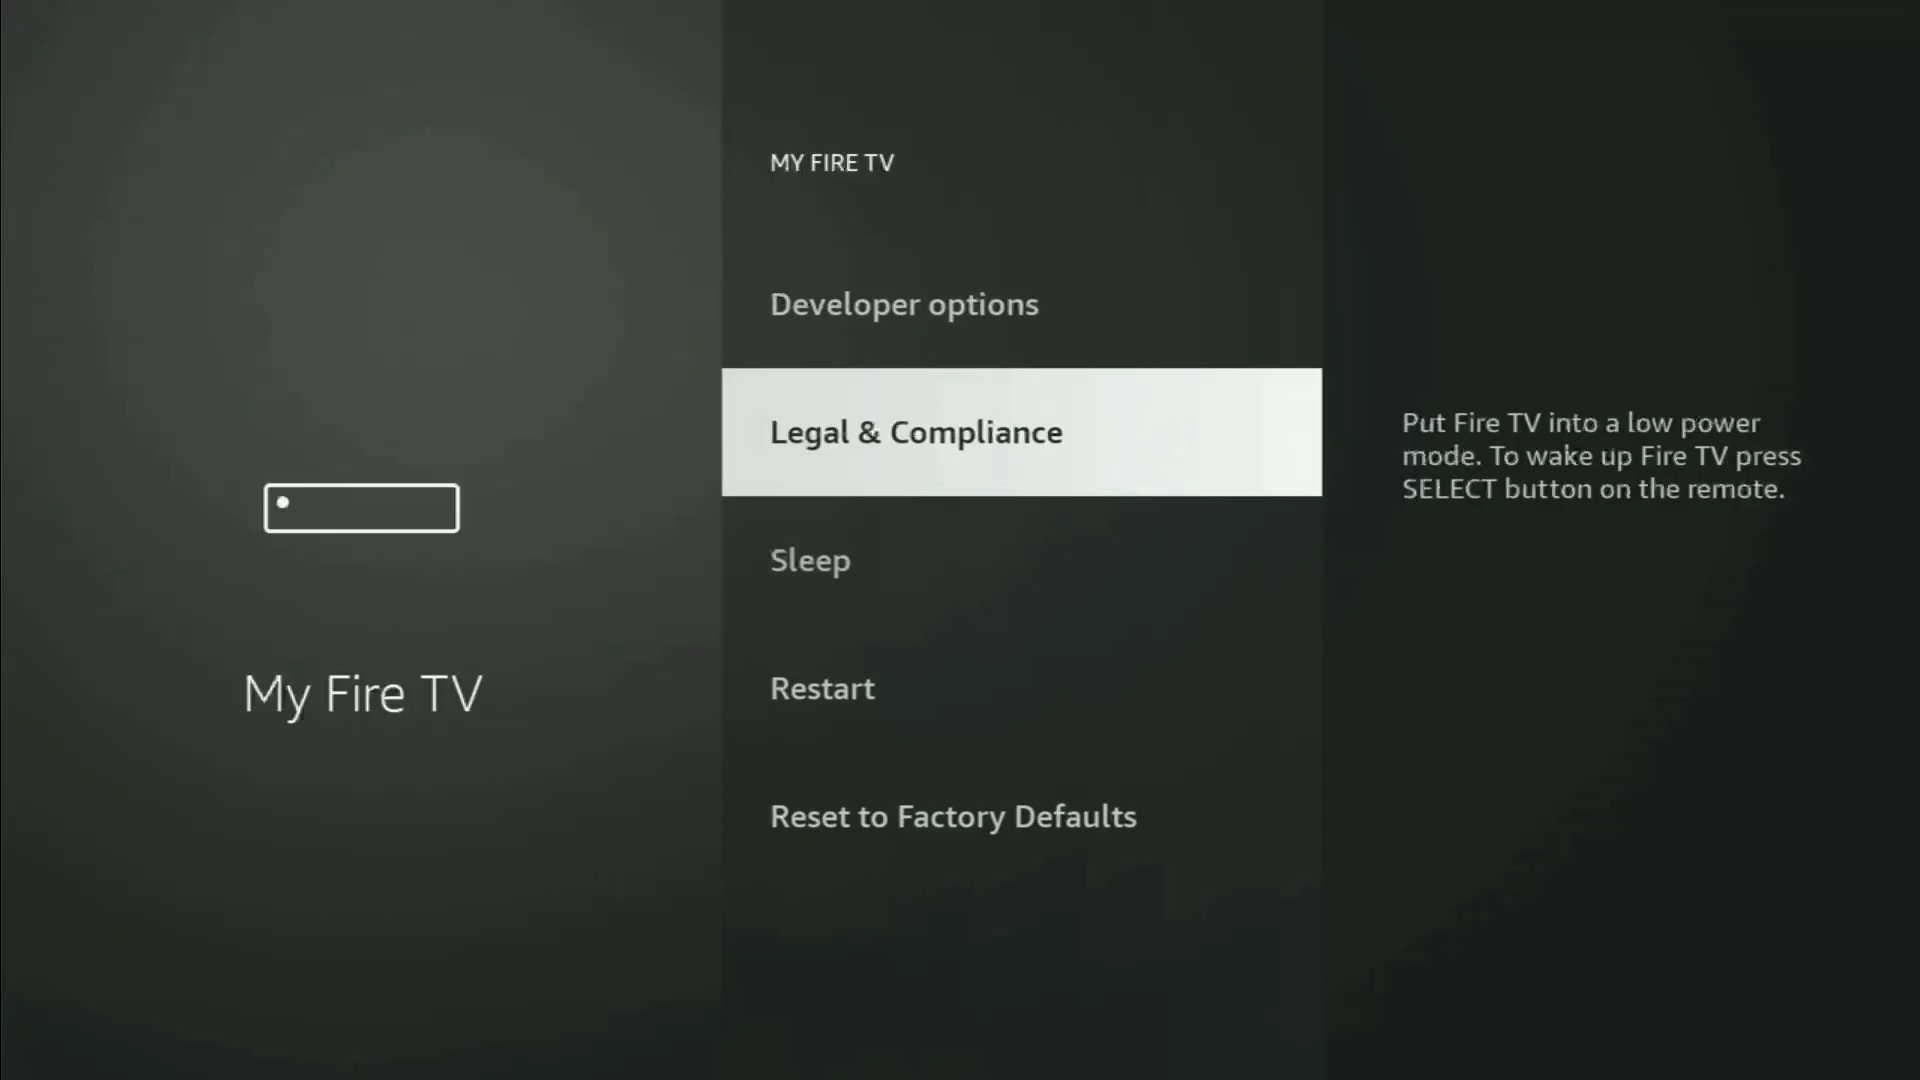 My Fire TV
MY FIRE TV
Developer options
Legal & Compliance
Sleep
Restart
Reset to Factory Defaults
Put Fire TV into a low power
mode. To wake up Fire TV press
SELECT button on the remote.